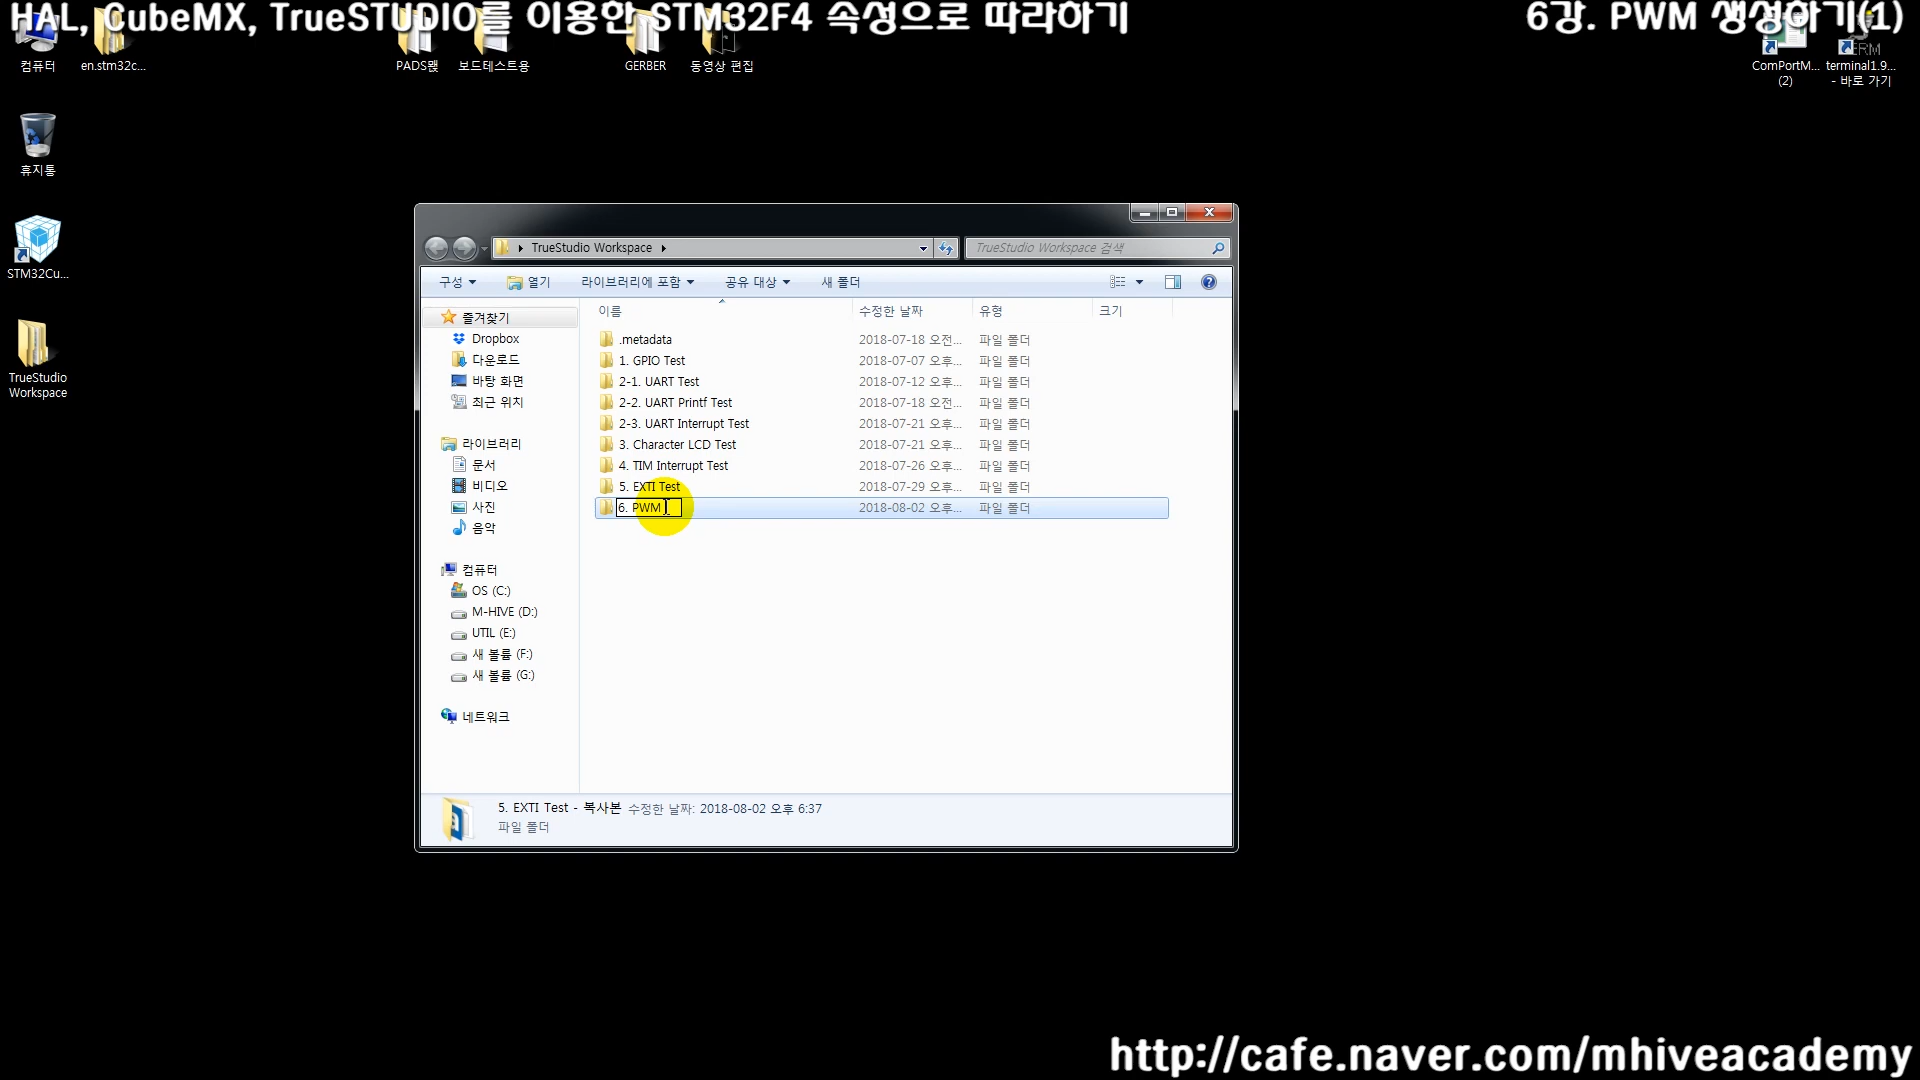 HAL, CubeMX, TrueSTUDIO를 이용한 STM32F4 속성으로 따라하기
6강. PWM 생성하기(1)
컴퓨터
en.stm32c...
PADS웹
보드테스트용
GERBER
동영상 편집
ComPortM...
(2)
terminal1.9...
- 바로 가기
휴지통
STM32Cu...
TrueStudio
Workspace
TrueStudio Workspace
TrueStudio Workspace 검색
구성
열기
라이브러리에 포함
공유 대상
새 폴더
이름
수정한 날짜
유형
크기
즐겨찾기
Dropbox
다운로드
바탕 화면
최근 위치
라이브러리
문서
비디오
사진
음악
컴퓨터
OS (C:)
M-HIVE (D:)
UTIL (E:)
새 볼륨 (F:)
새 볼륨 (G:)
네트워크
.metadata 2018-07-18 오전... 파일 폴더
1. GPIO Test 2018-07-07 오후... 파일 폴더
2-1. UART Test 2018-07-12 오후... 파일 폴더
2-2. UART Printf Test 2018-07-18 오전... 파일 폴더
2-3. UART Interrupt Test 2018-07-21 오후... 파일 폴더
3. Character LCD Test 2018-07-21 오후... 파일 폴더
4. TIM Interrupt Test 2018-07-26 오후... 파일 폴더
5. EXTI Test 2018-07-29 오후... 파일 폴더
6. PWM 2018-08-02 오후... 파일 폴더
5. EXTI Test - 복사본 수정한 날짜: 2018-08-02 오후 6:37
파일 폴더
http://cafe.naver.com/mhiveacademy